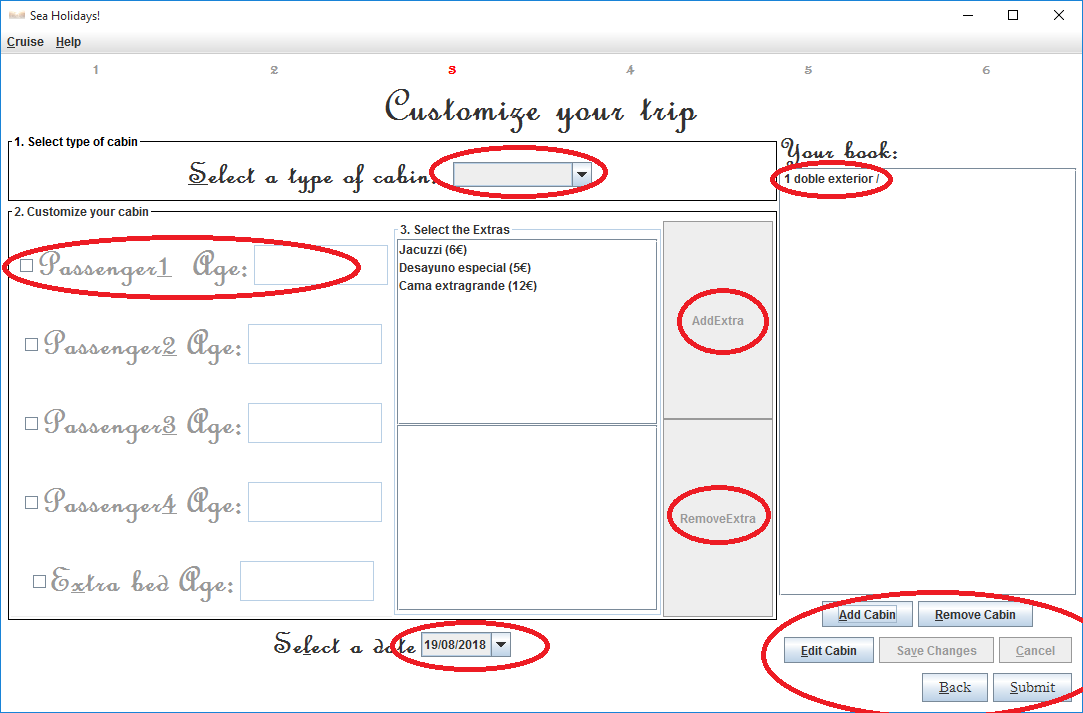 Sea Holidays!
Cruise Help
1 2 3 4 5 6
Customize your trip
1. Select type of cabin
Select a type of cabin:
Your book:
1 doble exterior /
2. Customize your cabin
Passenger1 Age:
Passenger2 Age:
Passenger3 Age:
Passenger4 Age:
Extra bed Age:
3. Select the Extras
Jacuzzi (6€)
Desayuno especial (5€)
Cama extragrande (12€)
AddExtra
RemoveExtra
Select a date 19/08/2018
Add Cabin Remove Cabin
Edit Cabin Save Changes Cancel
Back Submit